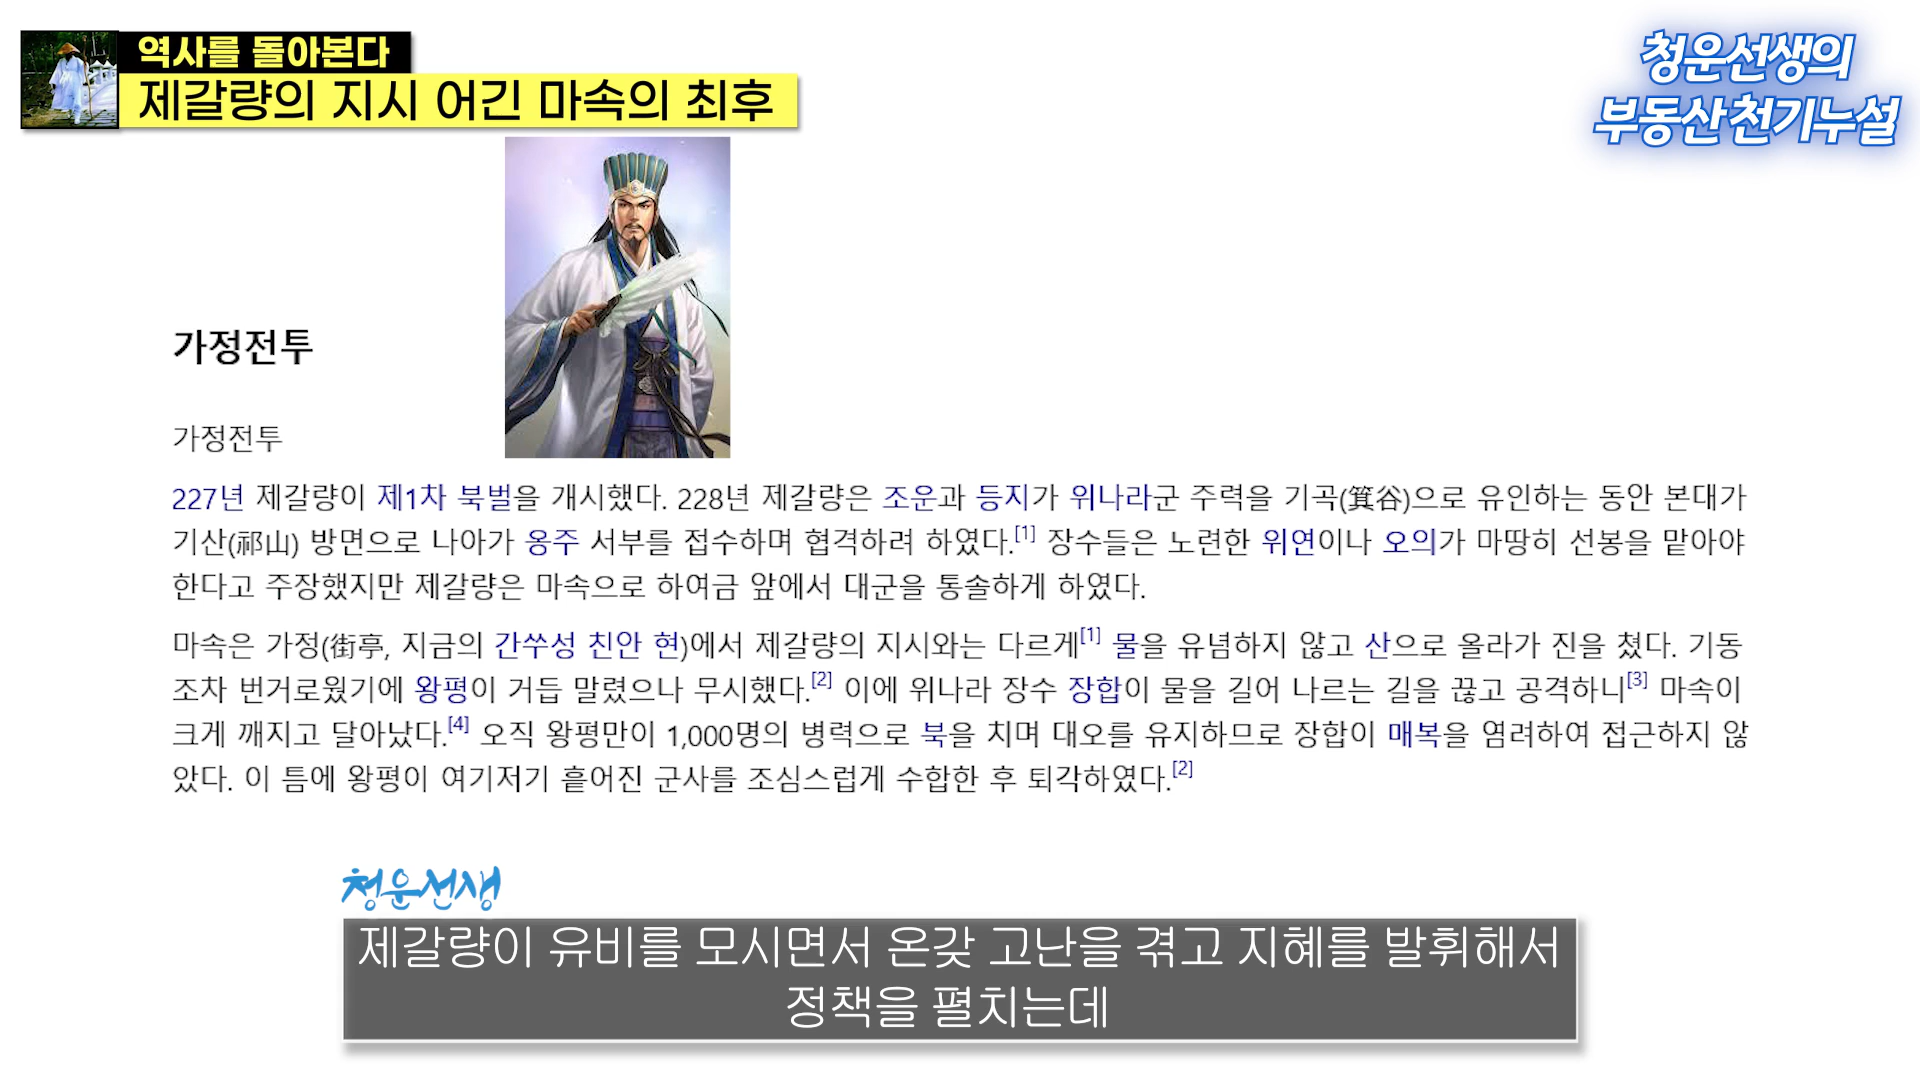 역사를 돌아본다
제갈량의 지시 어긴 마속의 최후
청운선생의
부동산 천기누설
가정전투
가정전투
227년 제갈량이 제1차 북벌을 개시했다. 228년 제갈량은 조운과 등지가 위나라군 주력을 기곡(箕谷)으로 유인하는 동안 본대가
기산(祁山) 방면으로 나아가 옹주 서부를 접수하며 협격하려 하였다.[1] 장수들은 노련한 위연이나 오의가 마땅히 선봉을 맡아야
한다고 주장했지만 제갈량은 마속으로 하여금 앞에서 대군을 통솔하게 하였다.
마속은 가정(街亭, 지금의 간쑤성 친안 현)에서 제갈량의 지시와는 다르게[1] 물을 유념하지 않고 산으로 올라가 진을 쳤다. 기동
조차 번거로웠기에 왕평이 거듭 말렸으나 무시했다.[2] 이에 위나라 장수 장합이 물을 길어 나르는 길을 끊고 공격하니[3] 마속이
크게 깨지고 달아났다.[4] 오직 왕평만이 1,000명의 병력으로 북을 치며 대오를 유지하므로 장합이 매복을 염려하여 접근하지 않
았다. 이 틈에 왕평이 여기저기 흩어진 군사를 조심스럽게 수합한 후 퇴각하였다.[2]
청운선생
제갈량이 유비를 모시면서 온갖 고난을 겪고 지혜를 발휘해서
정책을 펼치는데